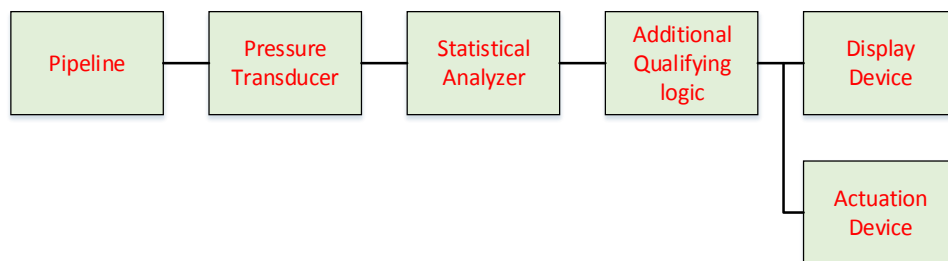 Pipeline
Pressure
Transducer
Statistical
Analyzer
Additional
Qualifying
logic
Display
Device
Actuation
Device